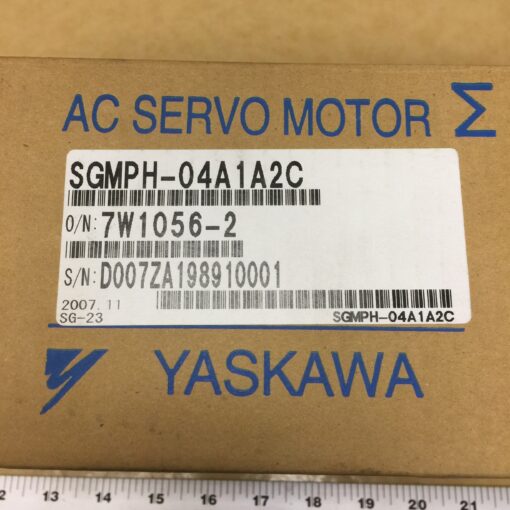 AC SERVO MOTOR Σ
SGMPH-04A1A2C
O/N: 7W1056-2
S/N: D007ZA198910001
2007.11
SG-23
SGMPH-04A1A2C
YASKAWA
12 13 14 15 16 17 18 19 20 21